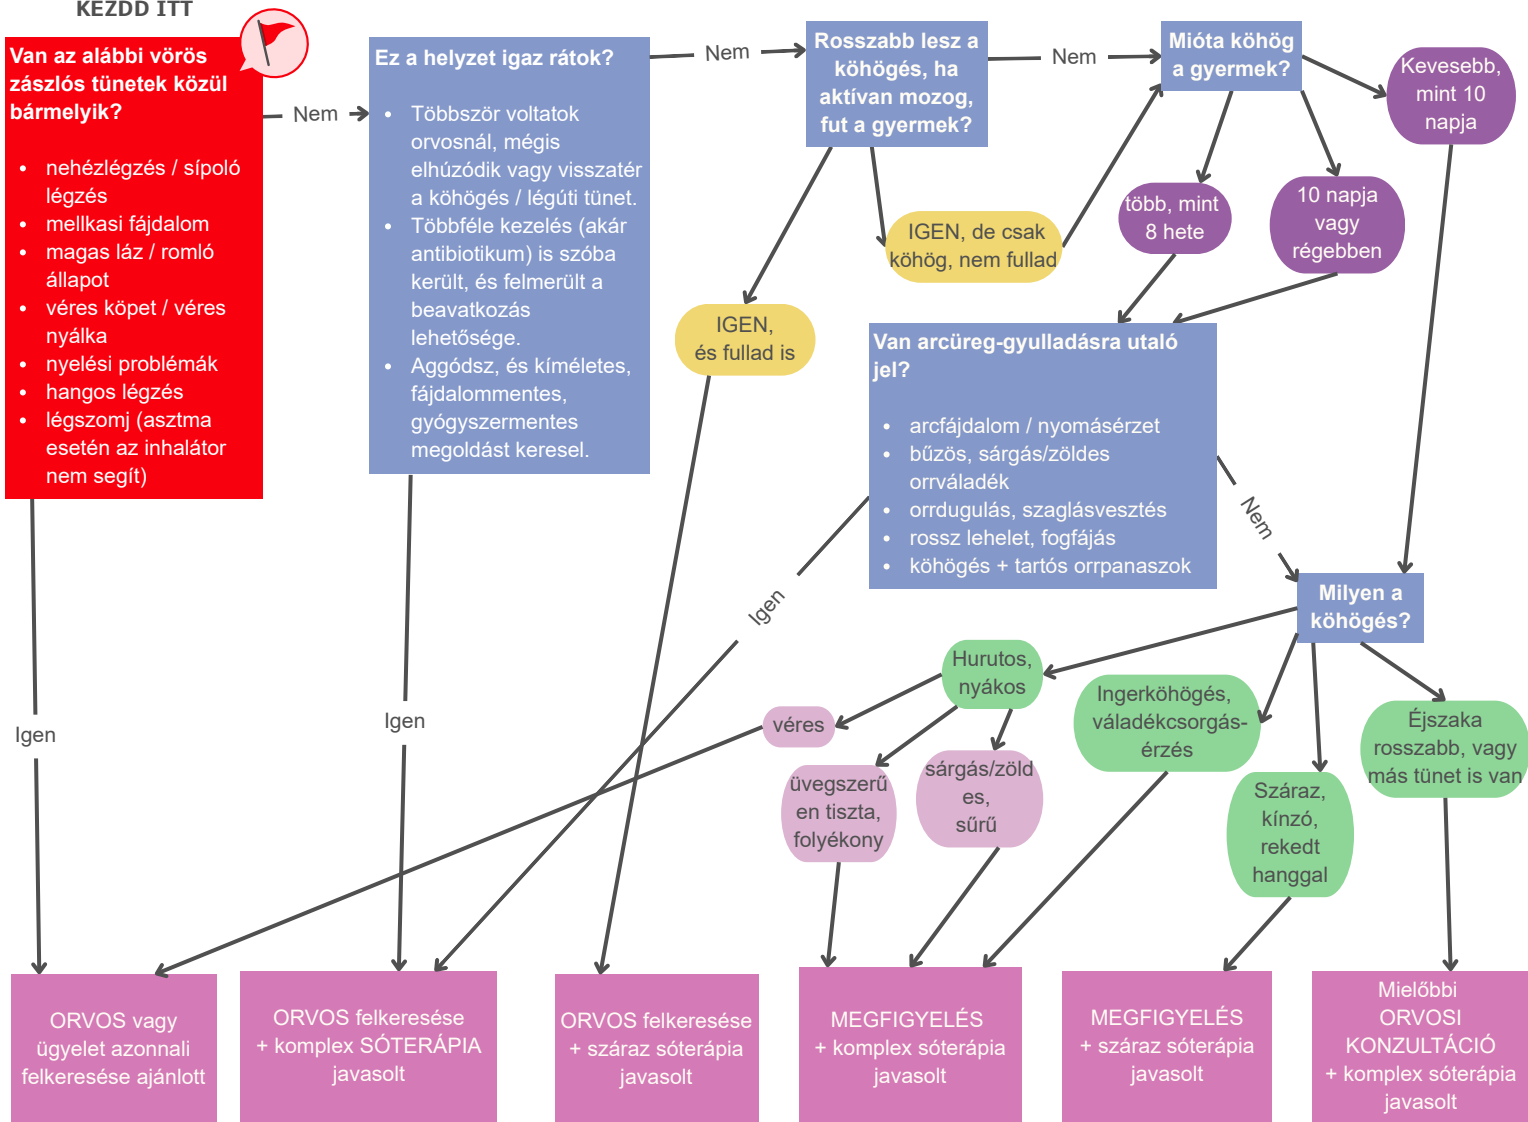 KEZDD ITT
Van az alábbi vörös
zászlós tünetek közül
bármelyik?
• nehézlégzés / sípoló
légzés
• mellkasi fájdalom
• magas láz / romló
állapot
• véres köpet / véres
nyálka
• nyelési problémák
• hangos légzés
• légszomj (asztma
esetén az inhalátor
nem segít)
Nem
Igen
Ez a helyzet igaz rátok?
• Többször voltatok
orvosnál, mégis
elhúzódik vagy visszatér
a köhögés / légúti tünet.
• Többféle kezelés (akár
antibiotikum) is szóba
került, és felmerült a
beavatkozás
lehetősége.
• Aggódsz, és kíméletes,
fájdalommentes,
gyógyszermentes
megoldást keresel.
Nem
Igen
Rosszabb lesz a
köhögés, ha
aktívan mozog,
fut a gyermek?
Nem
IGEN, de csak
köhög, nem fullad
IGEN,
és fullad is
Mióta köhög
a gyermek?
Kevesebb,
mint 10
napja
több, mint
8 hete
10 napja
vagy
régebben
Van arcüreg-gyulladásra utaló
jel?
• arcfájdalom / nyomásérzet
• bűzös, sárgás/zöldes
orrváladék
• orrdugulás, szaglásvesztés
• rossz lehelet, fogfájás
• köhögés + tartós orrpanaszok
Nem
Igen
Milyen a
köhögés?
Hurutos,
nyákos
véres
üvegszerű
en tiszta,
folyékony
sárgás/zöld
es,
sűrű
Ingerköhögés,
váladékcsorgás-
érzés
Száraz,
kínzó,
rekedt
hanggal
Éjszaka
rosszabb, vagy
más tünet is van
ORVOS vagy
ügyelet azonnali
felkeresése ajánlott
ORVOS felkeresése
+ komplex SÓTERÁPIA
javasolt
ORVOS felkeresése
+ száraz sóterápia
javasolt
MEGFIGYELÉS
+ komplex sóterápia
javasolt
MEGFIGYELÉS
+ száraz sóterápia
javasolt
Mielőbbi
ORVOSI
KONZULTÁCIÓ
+ komplex sóterápia
javasolt